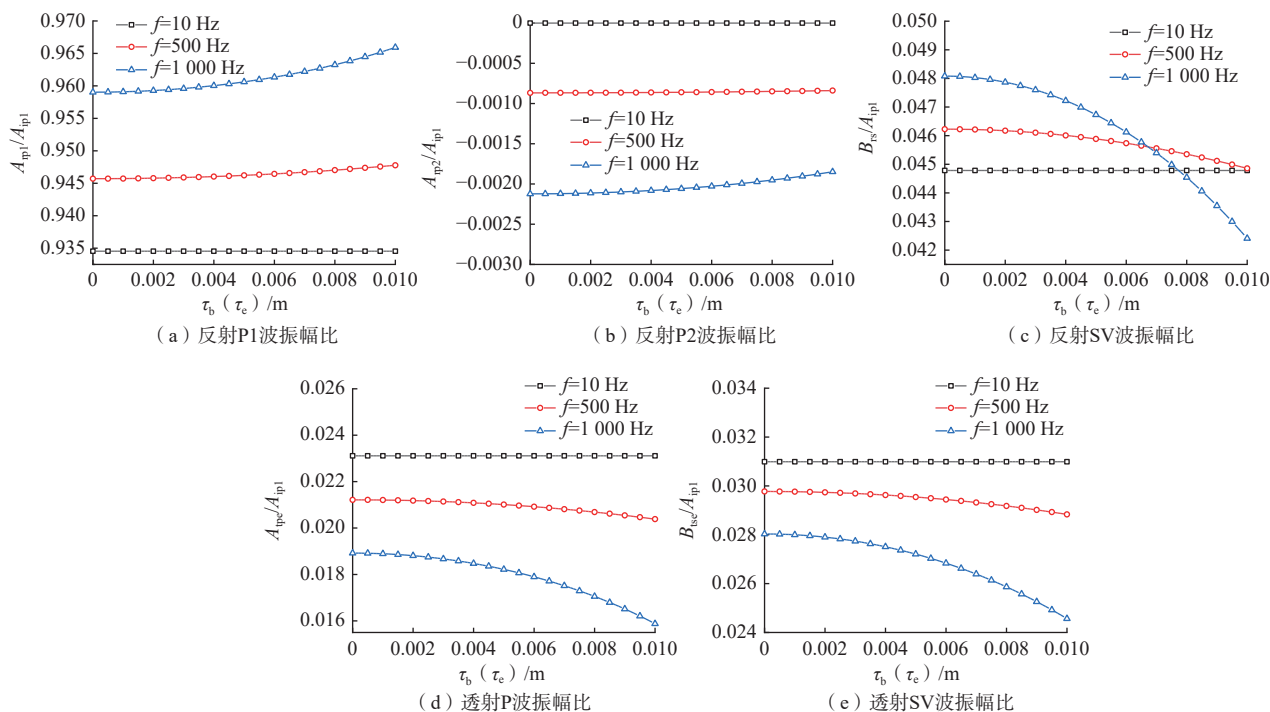 0.970
0.965
0.960
0.955
0.950
0.945
0.940
0.935
A_rp1/A_ip1
f=10 Hz
f=500 Hz
f=1 000 Hz
0 0.002 0.004 0.006 0.008 0.010
τ_b（τ_e）/m
（a）反射P1波振幅比
0
−0.0005
−0.0010
−0.0015
−0.0020
−0.0025
−0.0030
A_rp2/A_ip1
f=10 Hz
f=500 Hz
f=1 000 Hz
0 0.002 0.004 0.006 0.008 0.010
τ_b（τ_e）/m
（b）反射P2波振幅比
0.050
0.049
0.048
0.047
0.046
0.045
0.044
0.043
0.042
B_rs/A_ip1
f=10 Hz
f=500 Hz
f=1 000 Hz
0 0.002 0.004 0.006 0.008 0.010
τ_b（τ_e）/m
（c）反射SV波振幅比
0.026
0.024
0.022
0.020
0.018
0.016
A_tpe/A_ip1
f=10 Hz
f=500 Hz
f=1 000 Hz
0 0.002 0.004 0.006 0.008 0.010
τ_b（τ_e）/m
（d）透射P波振幅比
0.034
0.032
0.031
0.030
0.028
0.026
0.024
B_tse/A_ip1
f=10 Hz
f=500 Hz
f=1 000 Hz
0 0.002 0.004 0.006 0.008 0.010
τ_b（τ_e）/m
（e）透射SV波振幅比